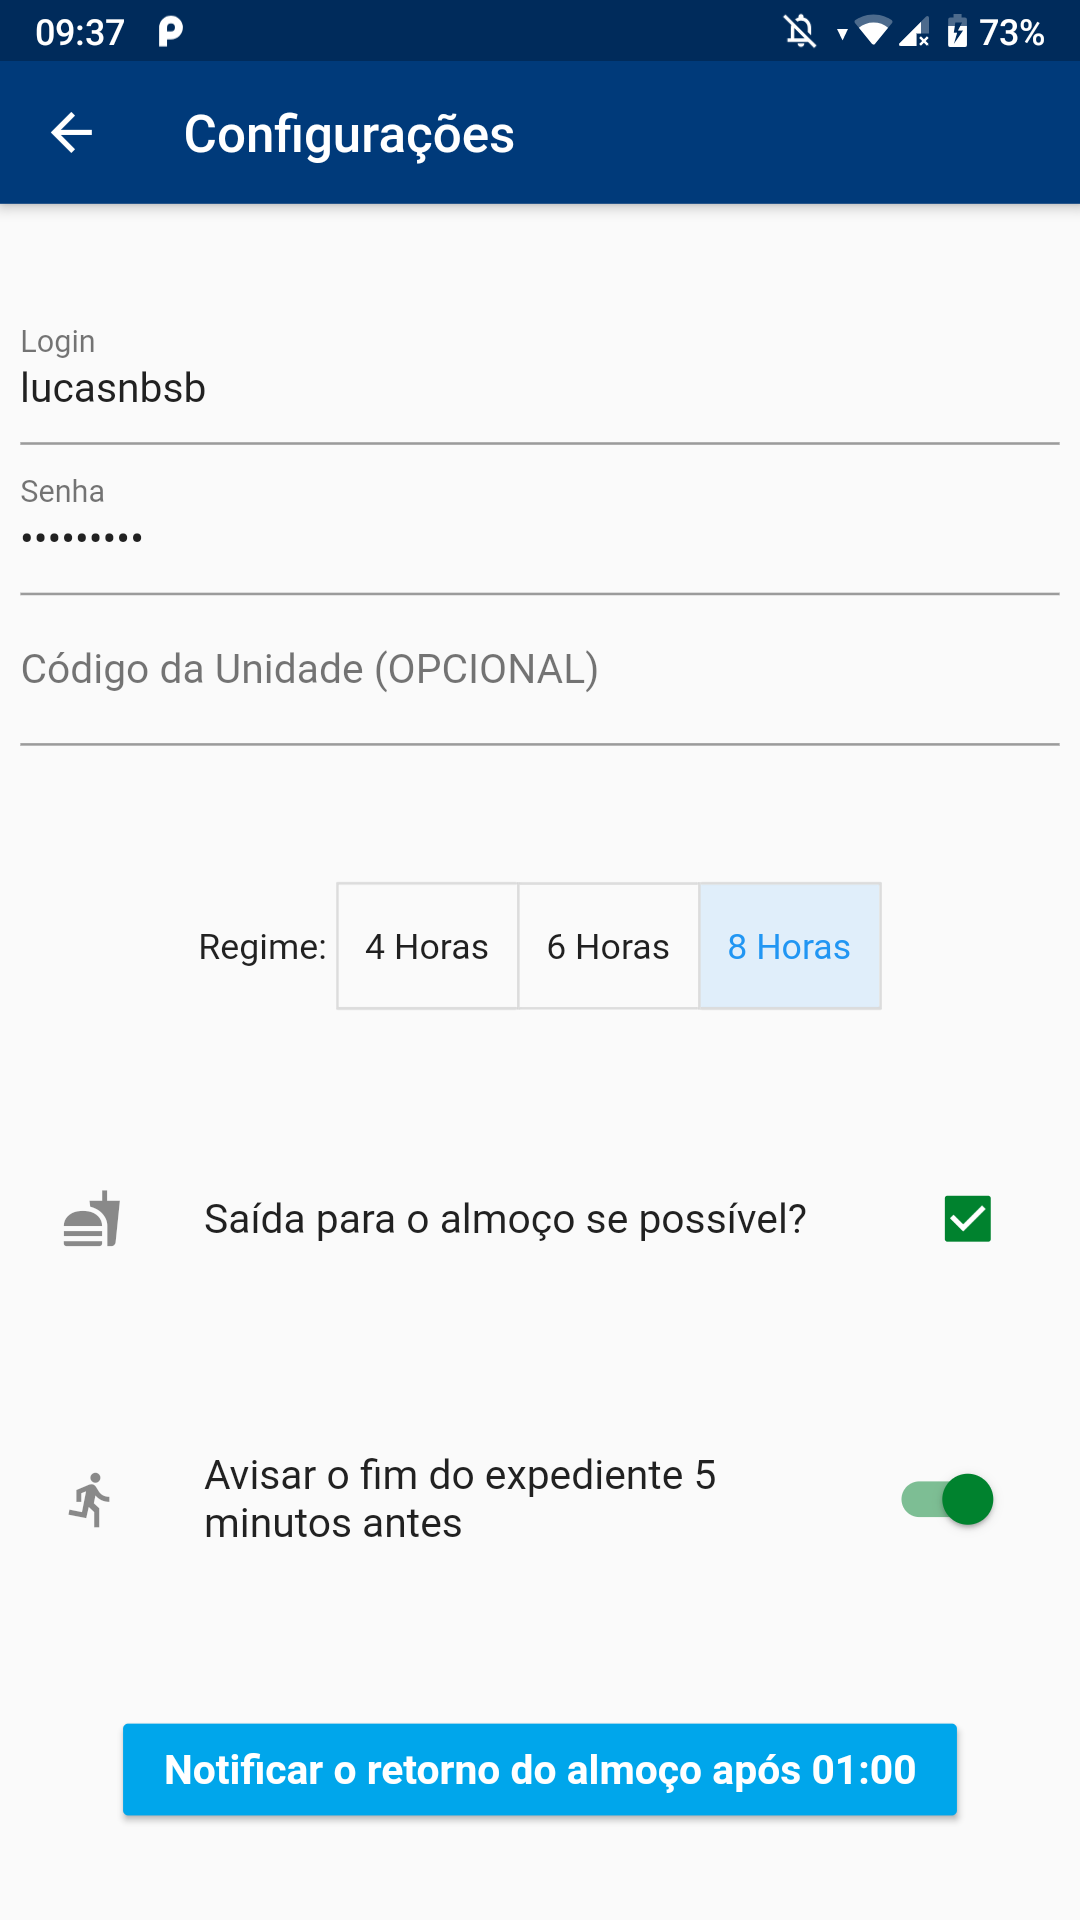 09:37
73%
Configurações
Login
lucasnbsb
Senha
•••••••••
Código da Unidade (OPCIONAL)
Regime: 4 Horas 6 Horas 8 Horas
Saída para o almoço se possível?
Avisar o fim do expediente 5
minutos antes
Notificar o retorno do almoço após 01:00